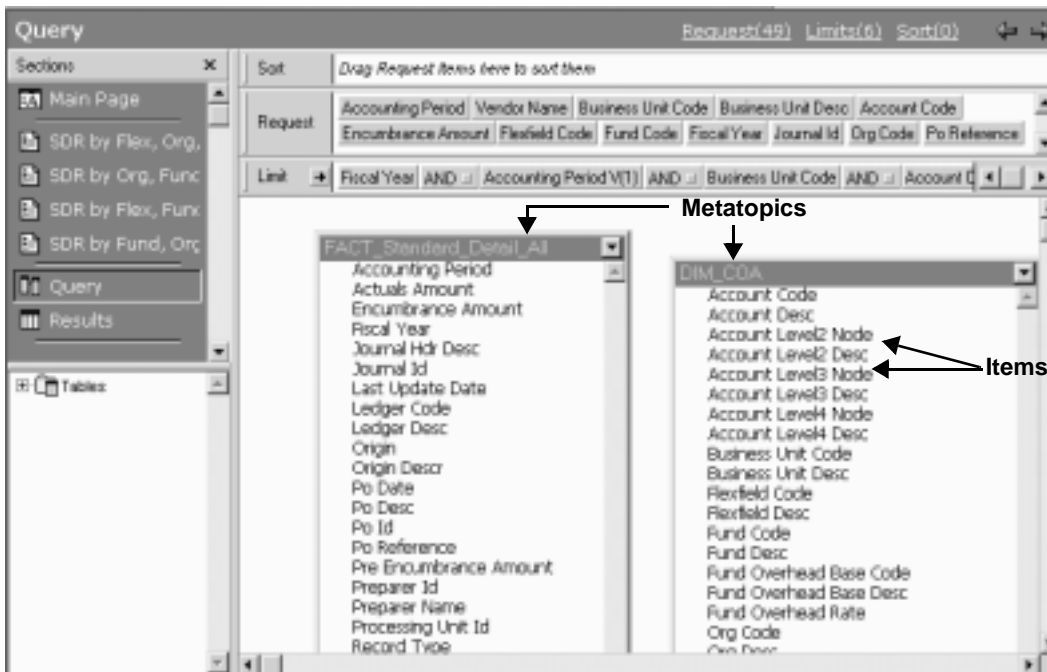 Query
Request(49) Limits(6) Sort(0)
Sections
Main Page
SDR by Flex, Org,
SDR by Org, Func
SDR by Flex, Func
SDR by Fund, Org
Query
Results
Tables
Sort
Drag Request Items here to sort them
Request
Accounting Period Vendor Name Business Unit Code Business Unit Desc Account Code
Encumbrance Amount Flexfield Code Fund Code Fiscal Year Journal Id Org Code Po Reference
Limit
Fiscal Year AND Accounting Period V(1) AND Business Unit Code AND Account D
Metatopics
FACT_Standard_Detail_All
Accounting Period
Actuals Amount
Encumbrance Amount
Fiscal Year
Journal Hdr Desc
Journal Id
Last Update Date
Ledger Code
Ledger Desc
Origin
Origin Descr
Po Date
Po Desc
Po Id
Po Reference
Pre Encumbrance Amount
Preparer Id
Preparer Name
Processing Unit Id
Record Type
DIM_COA
Account Code
Account Desc
Account Level2 Node
Account Level2 Desc
Account Level3 Node
Account Level3 Desc
Account Level4 Node
Account Level4 Desc
Business Unit Code
Business Unit Desc
Flexfield Code
Flexfield Desc
Fund Code
Fund Desc
Fund Overhead Base Code
Fund Overhead Base Desc
Fund Overhead Rate
Org Code
Org Desc
Items